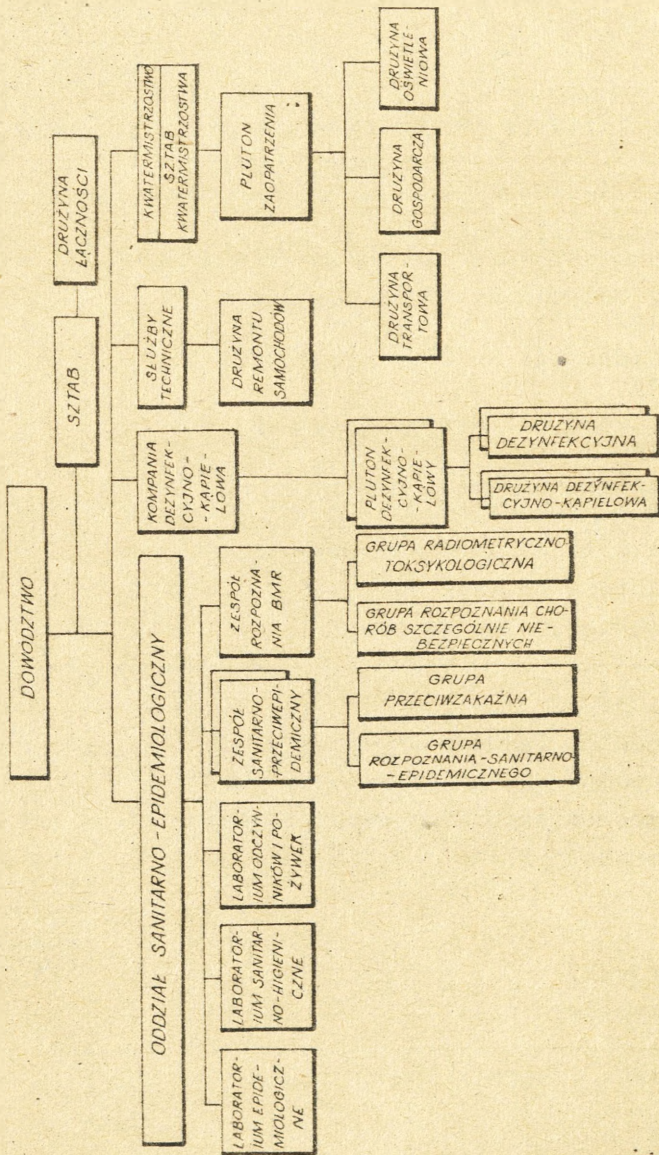 DOWODZTWO
SZTAB
DRUŻYNA
ŁĄCZNOŚCI
ODDZIAŁ SANITARNO-EPIDEMIOLOGICZNY
KOMPANIA
DEZYNFEK-
CYJNO-
-KĄPIE-
LOWA
SŁUŻBY
TECHNICZNE
KWATERMISTRZOSTWO
SZTAB
KWATERMISTRZOSTWA
LABORATOR-
IUM EPIDE-
MIOLOGICZ-
NE
LABORATOR-
IUM SANITAR
NO-HIGIENI-
CZNE
LABORATOR-
IUM ODCZYN-
NIKÓW I PO-
ŻYWEK
ZESPÓŁ
SANITARNO-
-PRZECIWEPI-
DEMICZNY
ZESPÓŁ
ROZPOZNA-
NIA BMR
DRUŻYNA
REMONTU
SAMOCHODÓW
PLUTON
ZAOPATRZENIA
GRUPA
ROZPOZNANIA-SANITARNO-
-EPIDEMICZNEGO
GRUPA
PRZECIWZAKAŹNA
GRUPA ROZPOZNANIA CHO-
RÓB SZCZEGÓLNIE NIE-
BEZPIECZNYCH
GRUPA RADIOMETRYCZNO-
TOKSYKOLOGICZNA
PLUTON
DEZYNFEK-
CYJNO-
-KĄPIE-
LOWY
DRUŻYNA
TRANSPOR-
TOWA
DRUŻYNA
GOSPODARCZA
DRUŻYNA
OŚWIETLE-
NIOWA
DRUŻYNA DEZYNFEK-
CYJNO-KĄPIELOWA
DRUŻYNA
DEZYNFEKCYJNA